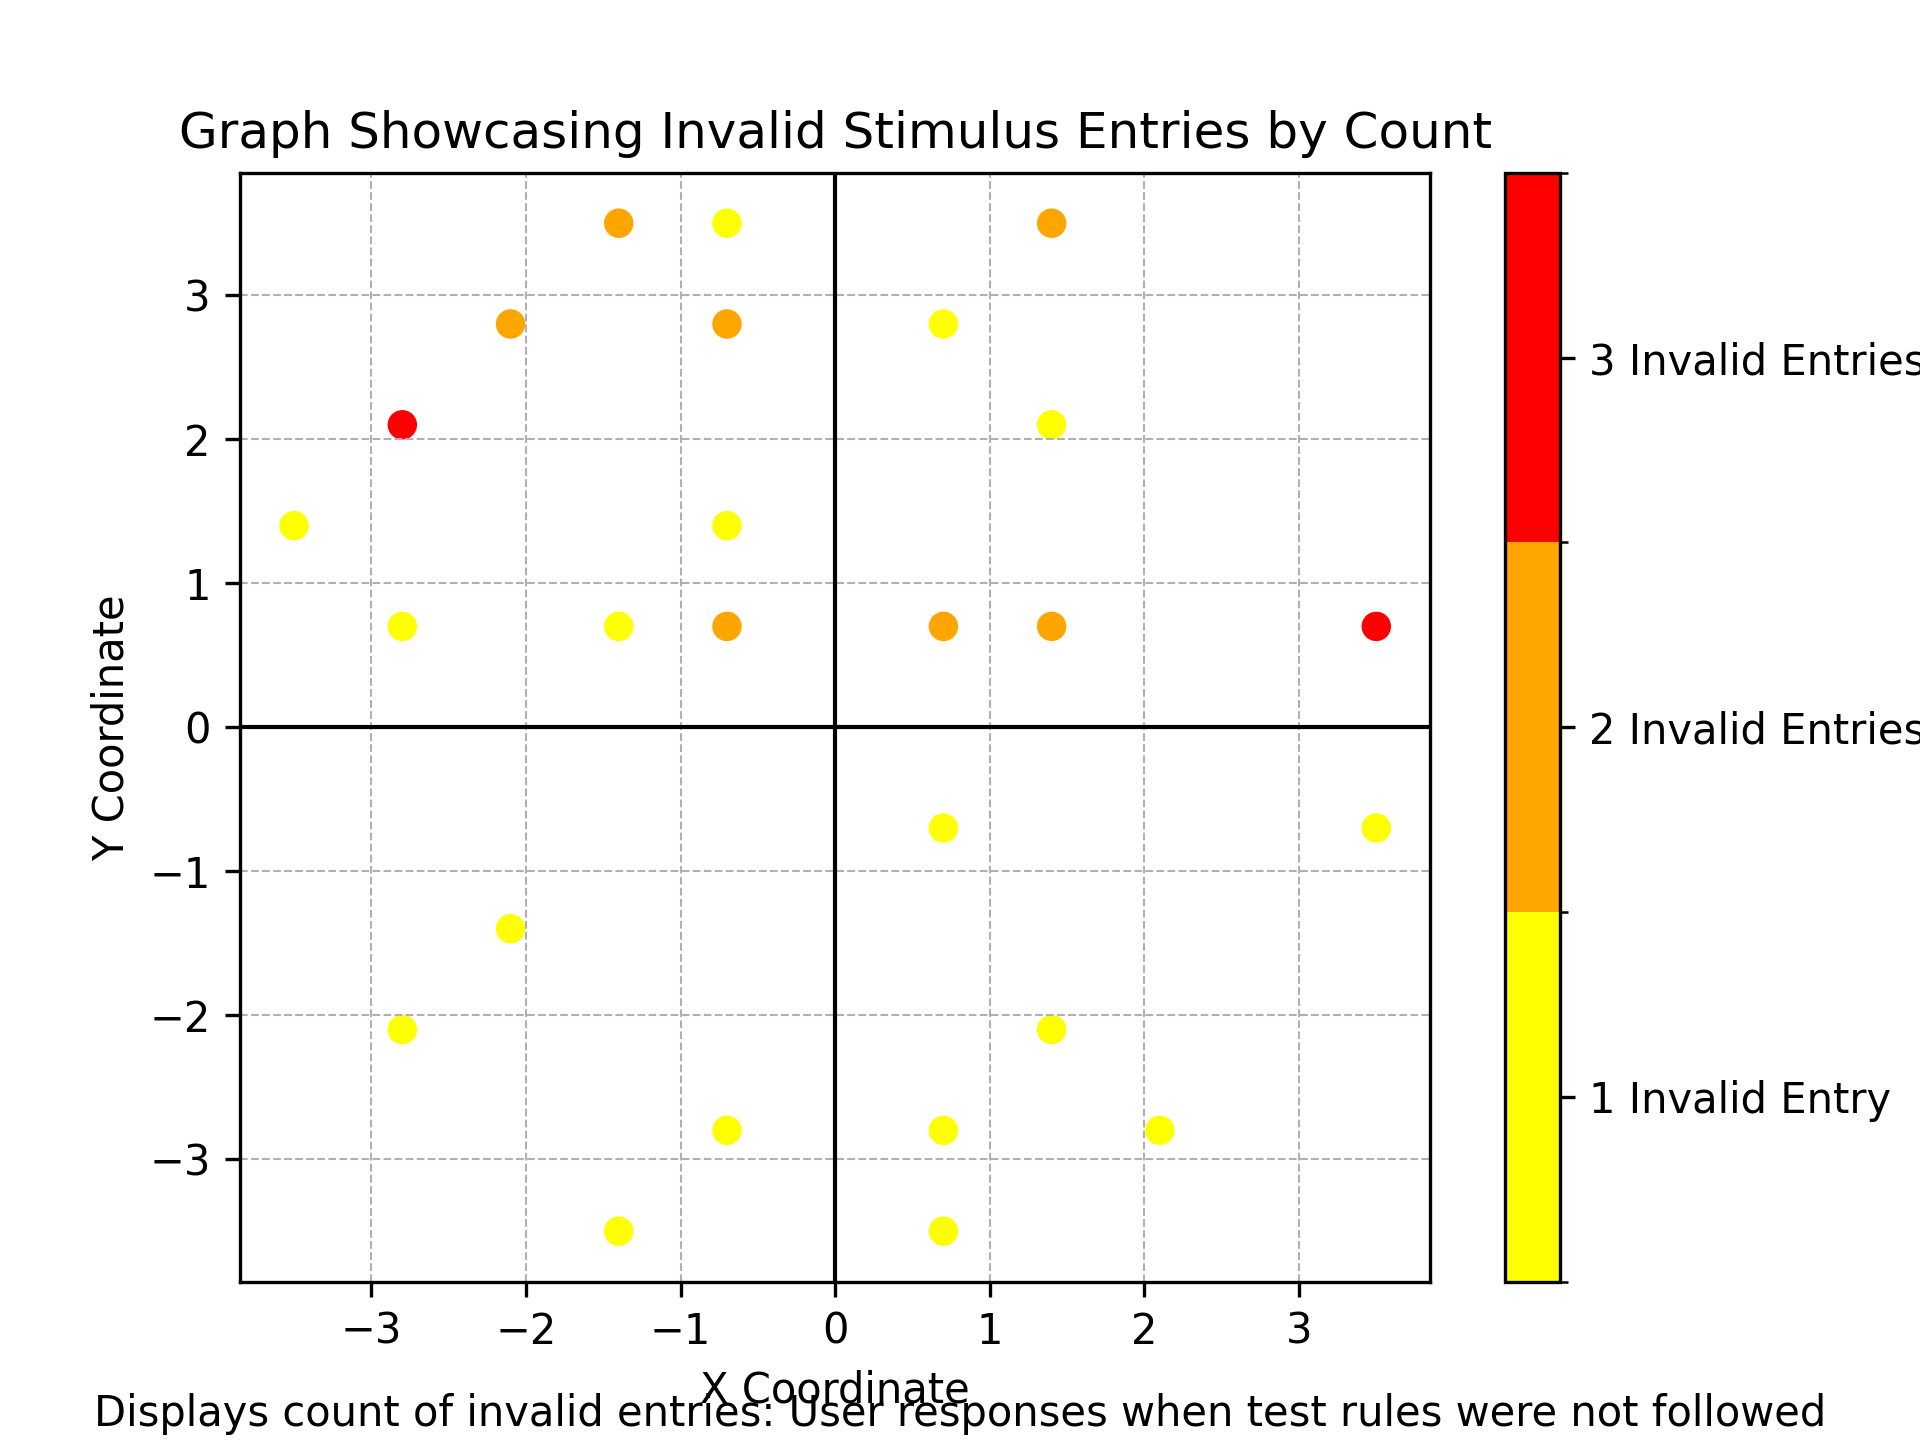 Graph Showcasing Invalid Stimulus Entries by Count
3
2
1
0
−1
−2
−3
Y Coordinate
−3 −2 −1 0 1 2 3
X Coordinate
3 Invalid Entries
2 Invalid Entries
1 Invalid Entry
Displays count of invalid entries: User responses when test rules were not followed